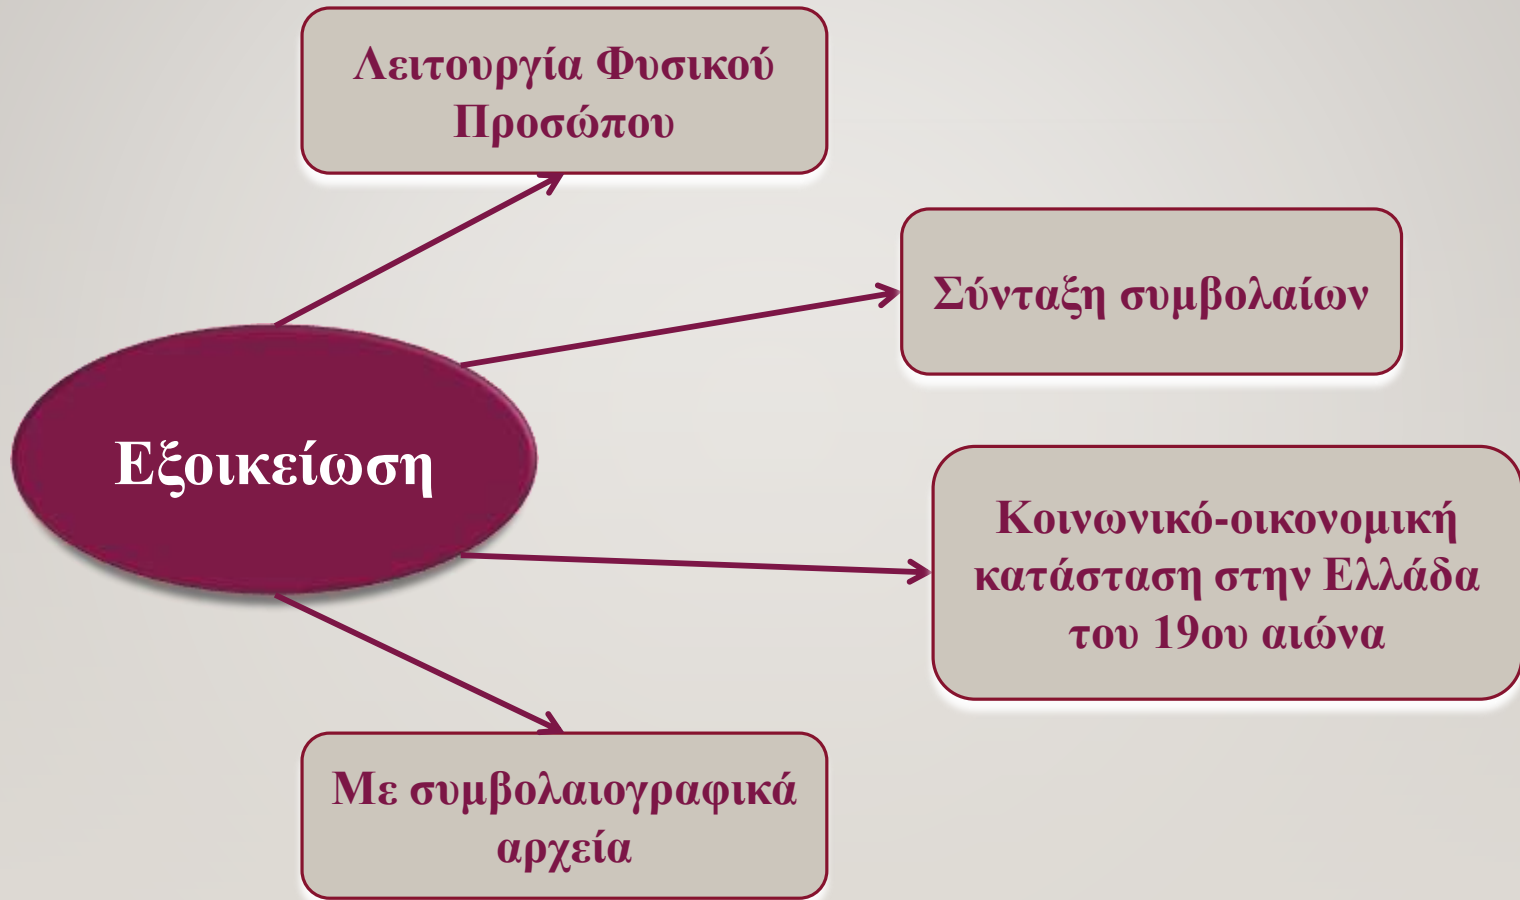 Λειτουργία Φυσικού
Προσώπου
Σύνταξη συμβολαίων
Εξοικείωση
Κοινωνικό-οικονομική
κατάσταση στην Ελλάδα
του 19ου αιώνα
Με συμβολαιογραφικά
αρχεία